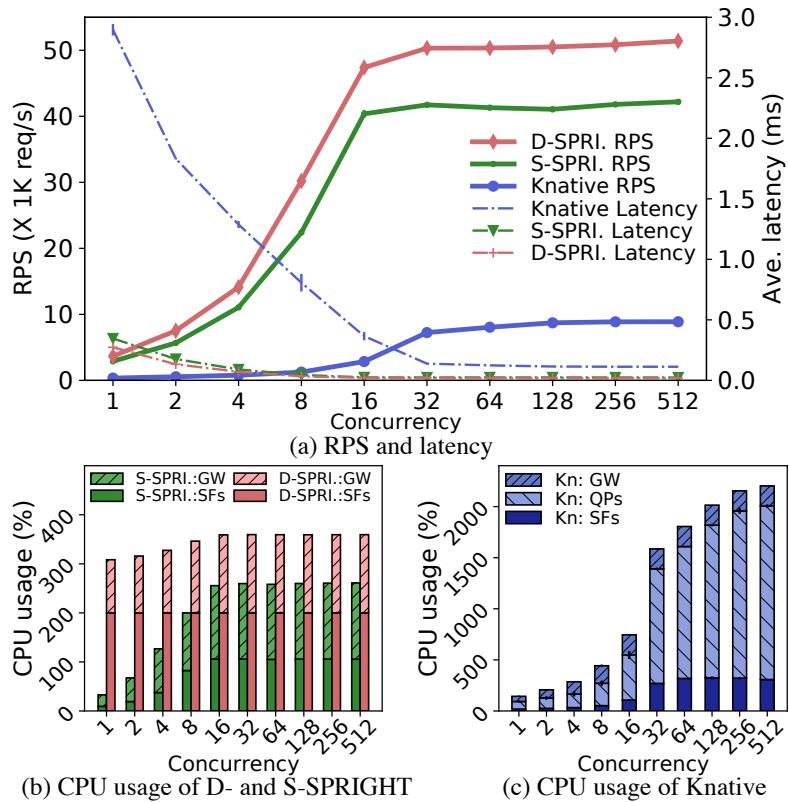 50
40
30
20
10
0
RPS (X 1K req/s)
3.0
2.5
2.0
1.5
1.0
0.5
0.0
Ave. latency (ms)
D-SPRI. RPS
S-SPRI. RPS
Knative RPS
Knative Latency
S-SPRI. Latency
D-SPRI. Latency
1 2 4 8 16 32 64 128 256 512
Concurrency
(a) RPS and latency
S-SPRI.:GW D-SPRI.:GW
S-SPRI.:SFs D-SPRI.:SFs
400
300
200
100
0
CPU usage (%)
1 2 4 8 16 32 64 128 256 512
Concurrency
(b) CPU usage of D- and S-SPRIGHT
Kn: GW
Kn: QPs
Kn: SFs
2000
1500
1000
500
0
CPU usage (%)
1 2 4 8 16 32 64 128 256 512
Concurrency
(c) CPU usage of Knative